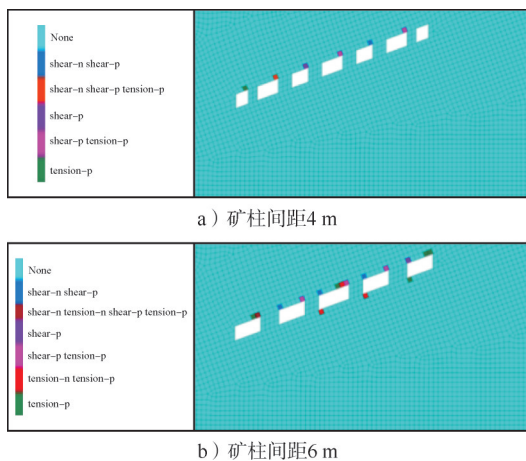 None
shear-n shear-p
shear-n shear-p tension-p
shear-p
shear-p tension-p
tension-p
a）矿柱间距4 m
None
shear-n shear-p
shear-n tension-n shear-p tension-p
shear-p
shear-p tension-p
tension-n tension-p
tension-p
b）矿柱间距6 m